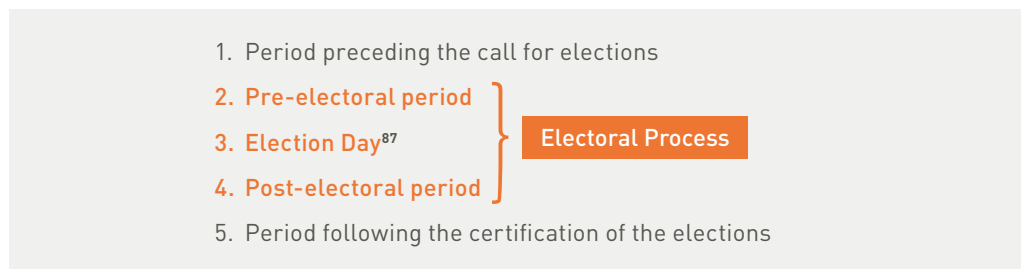 1. Period preceding the call for elections
2. Pre-electoral period
3. Election Day87
Electoral Process
4. Post-electoral period
5. Period following the certification of the elections